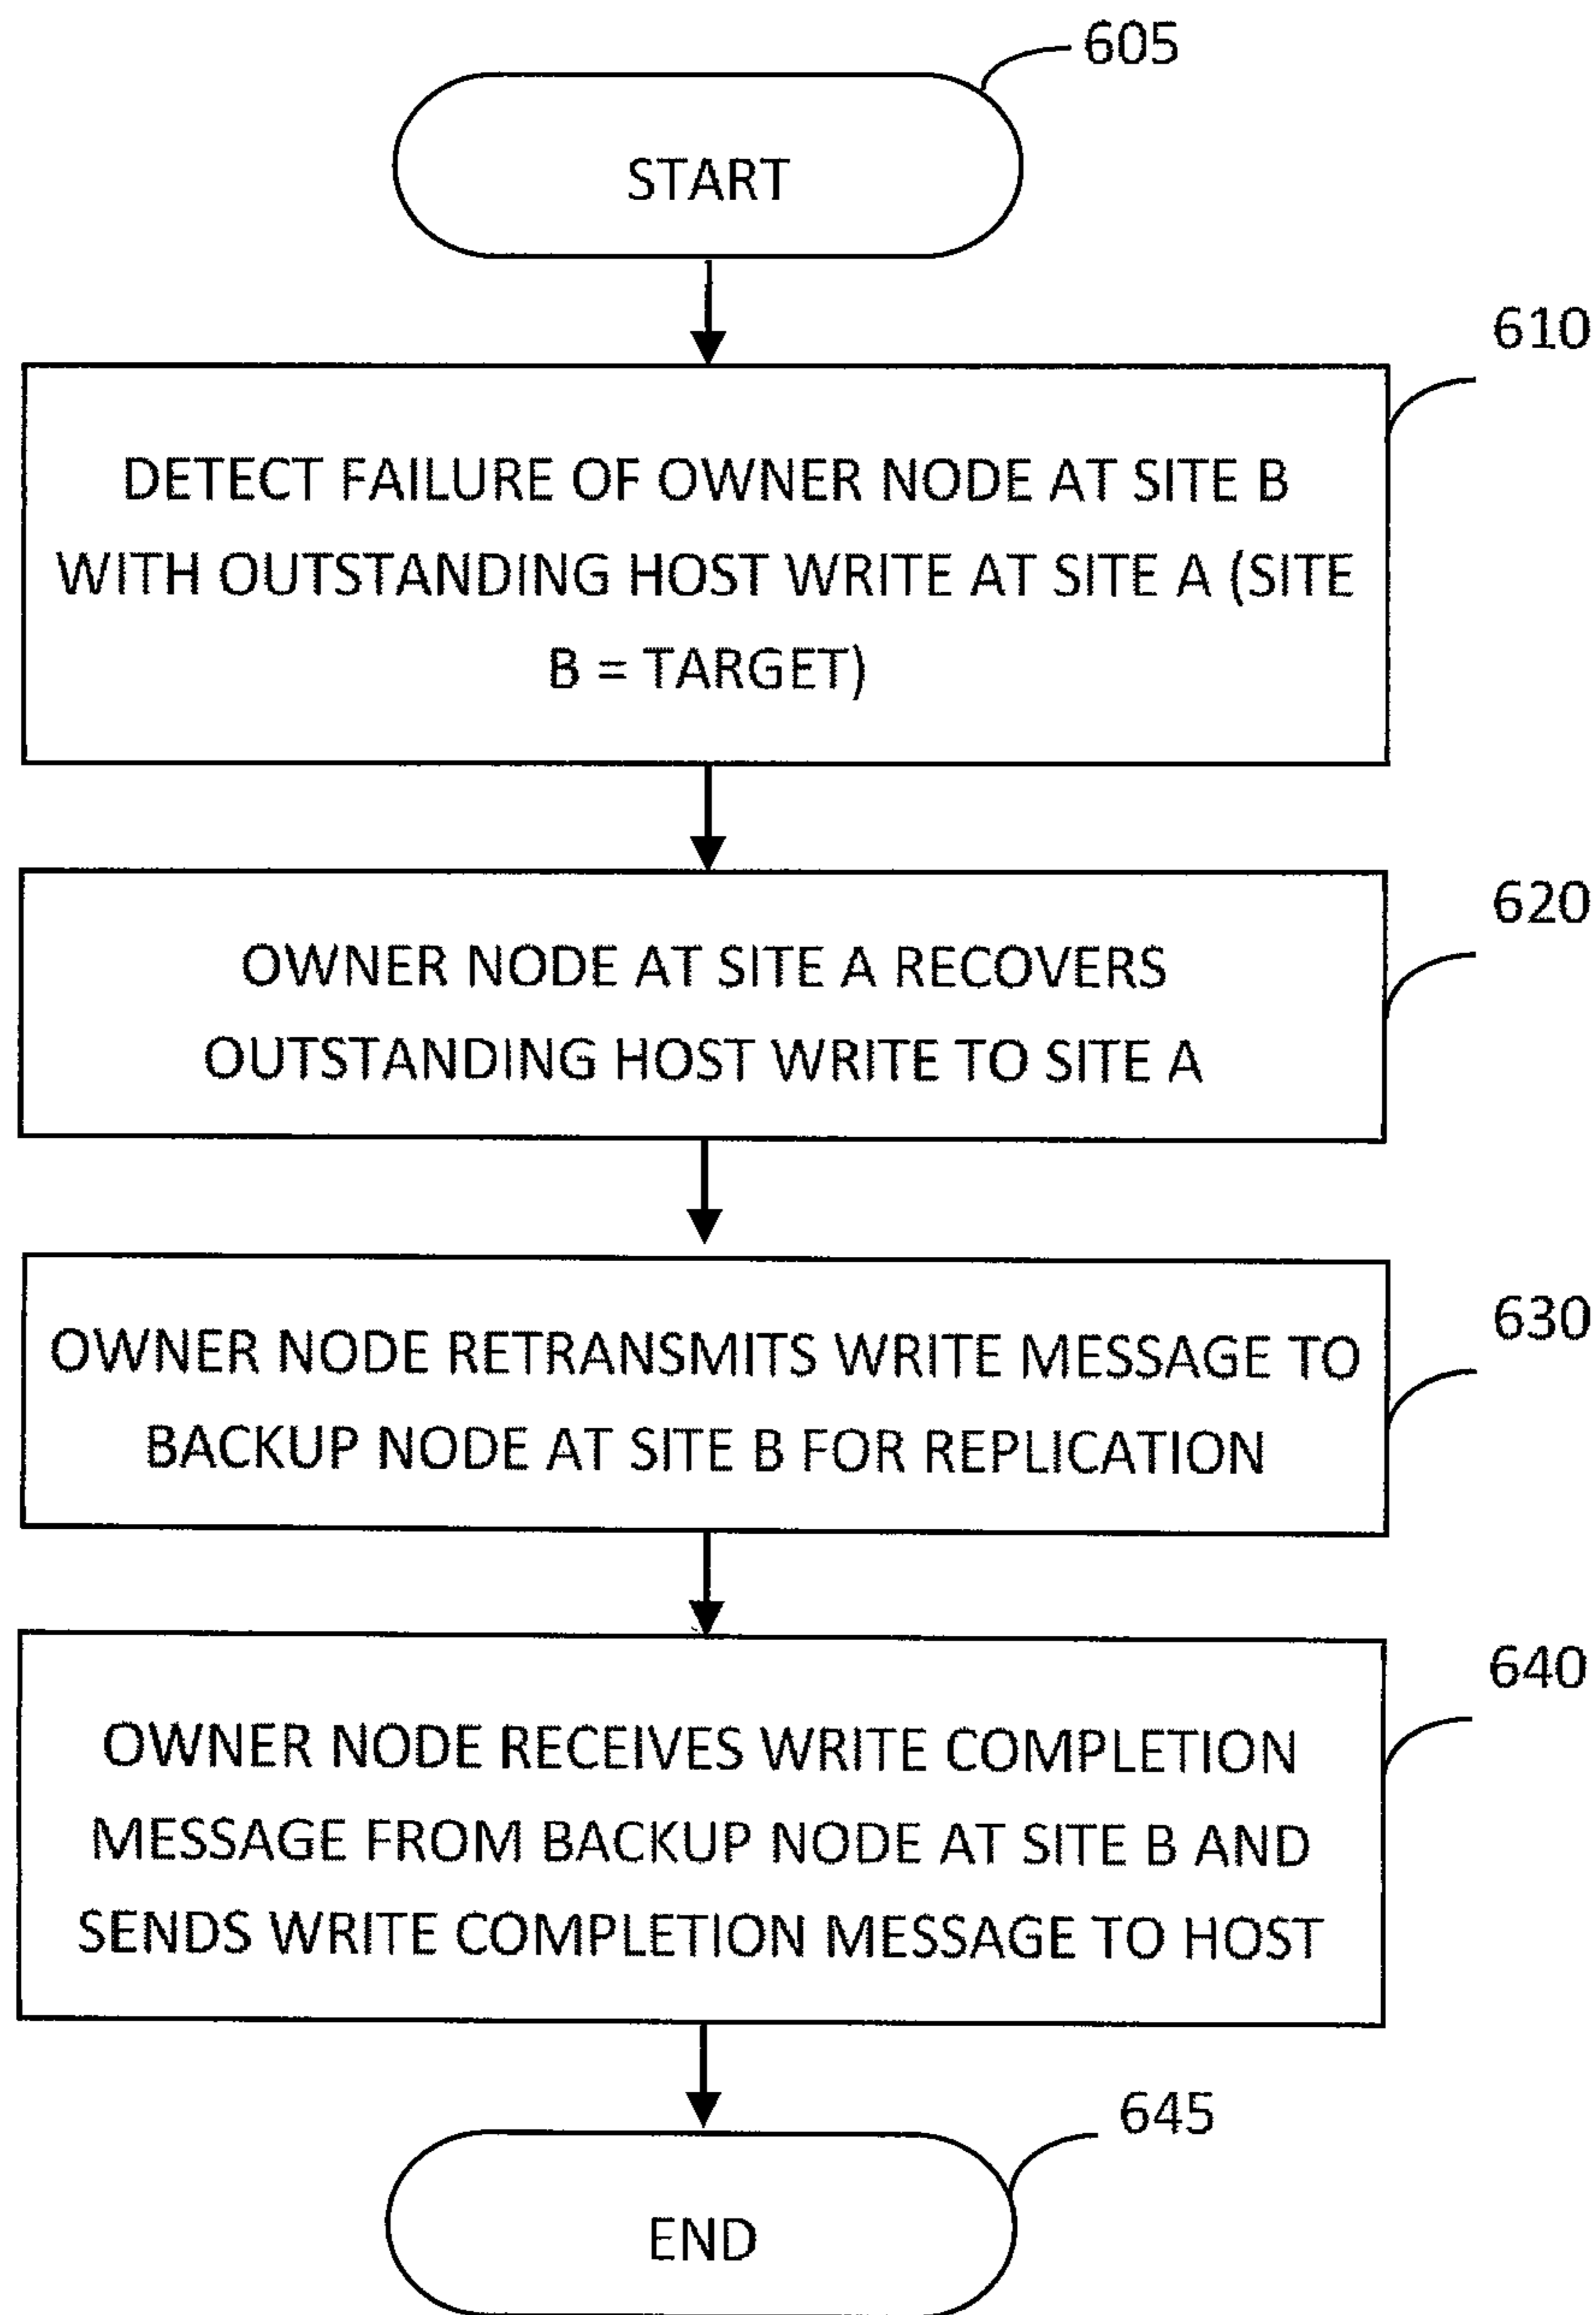 605
START
610
DETECT FAILURE OF OWNER NODE AT SITE B
WITH OUTSTANDING HOST WRITE AT SITE A (SITE
B = TARGET)
620
OWNER NODE AT SITE A RECOVERS
OUTSTANDING HOST WRITE TO SITE A
630
OWNER NODE RETRANSMITS WRITE MESSAGE TO
BACKUP NODE AT SITE B FOR REPLICATION
640
OWNER NODE RECEIVES WRITE COMPLETION
MESSAGE FROM BACKUP NODE AT SITE B AND
SENDS WRITE COMPLETION MESSAGE TO HOST
645
END